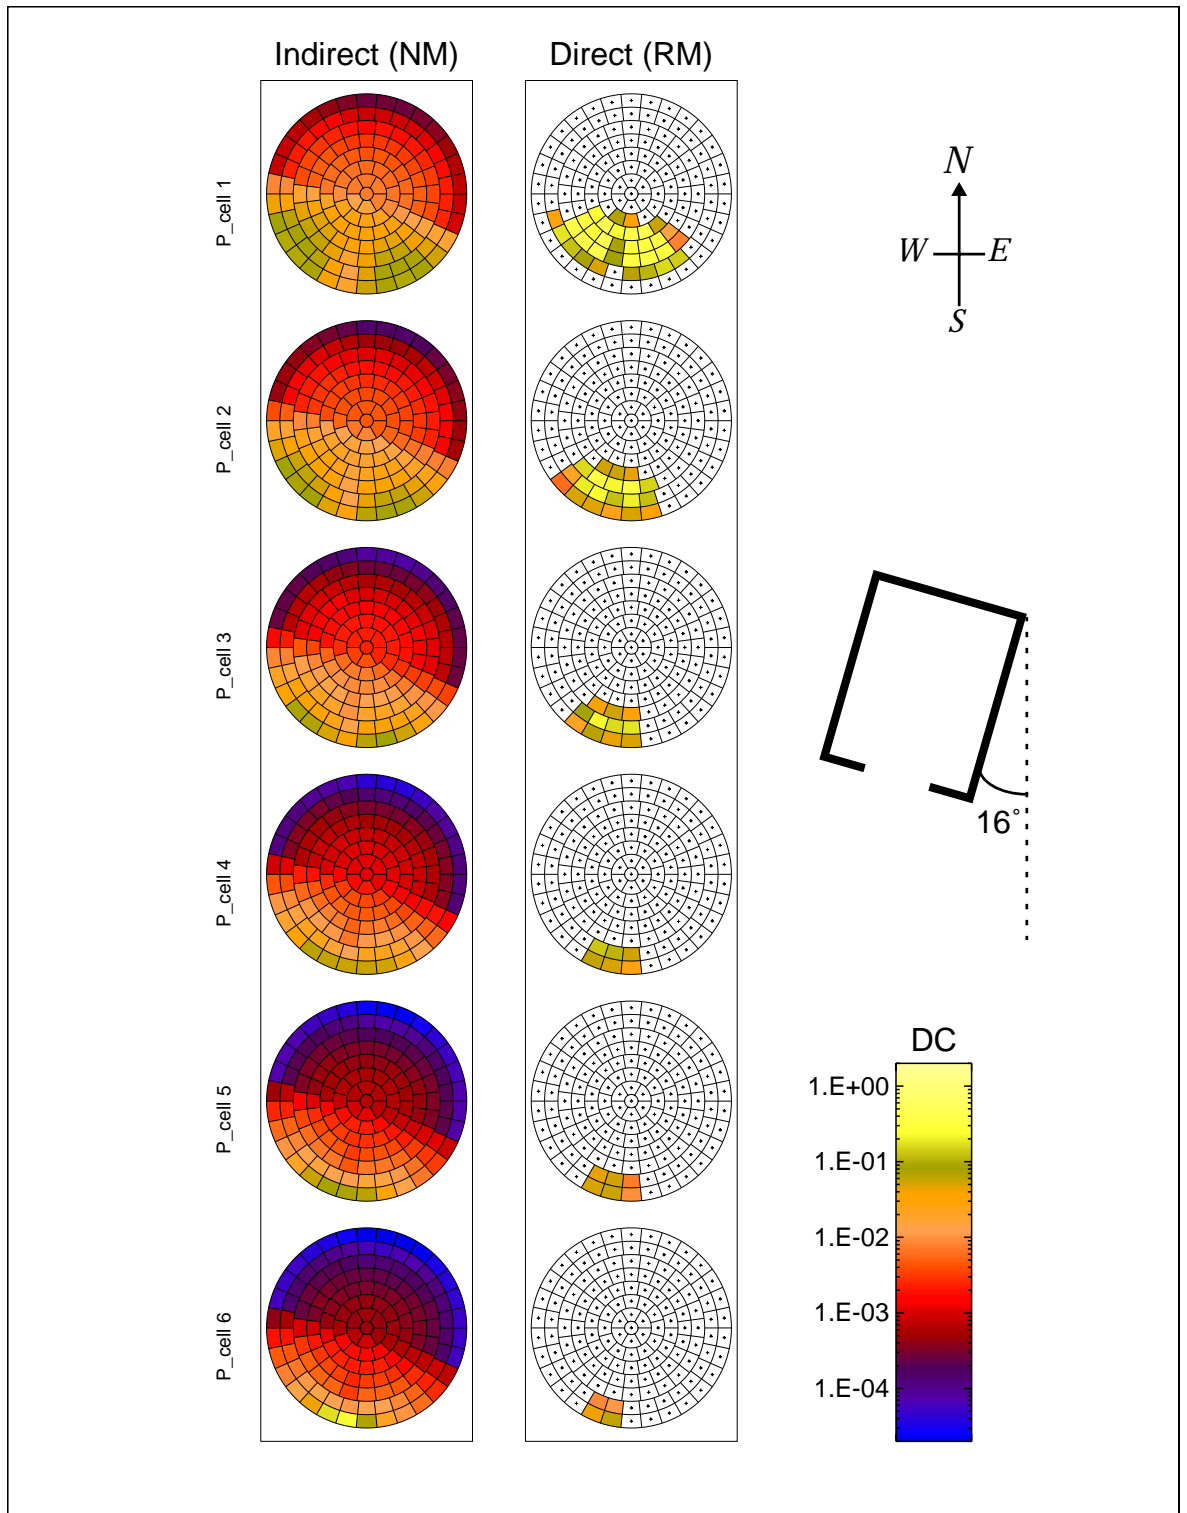 Indirect (NM)
Direct (RM)
P_cell 1
P_cell 2
P_cell 3
P_cell 4
P_cell 5
P_cell 6
N
W E
S
16°
DC
1.E+00
1.E-01
1.E-02
1.E-03
1.E-04